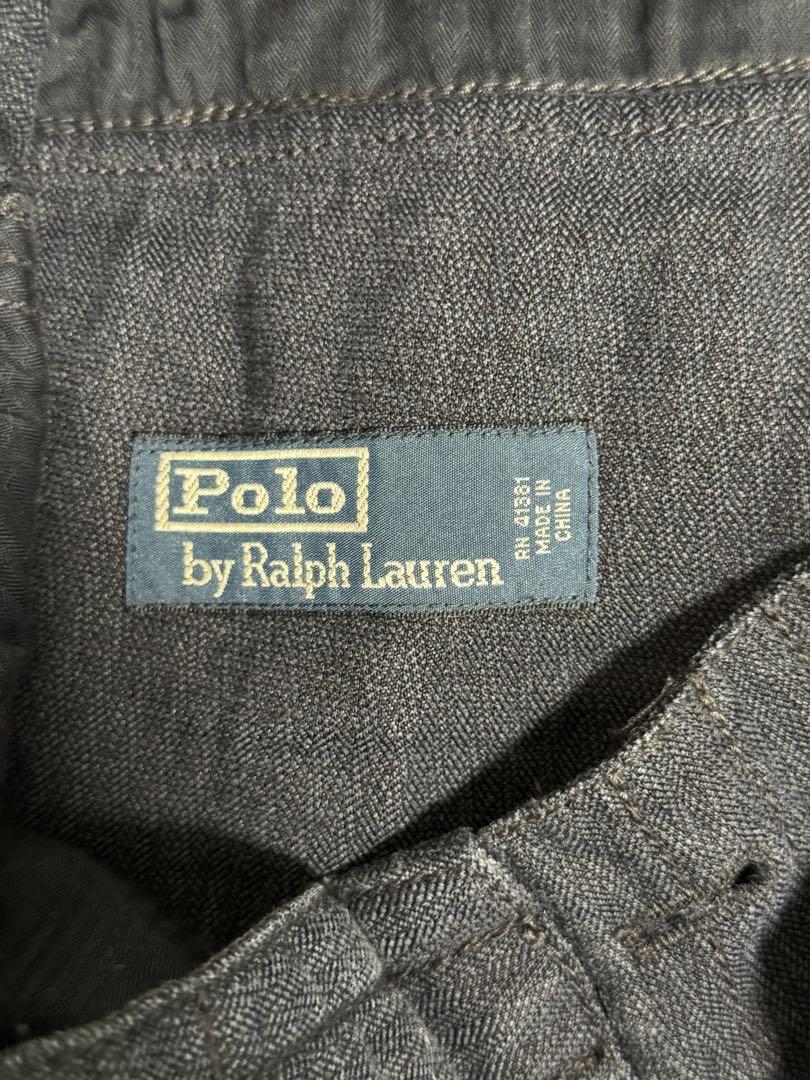 Polo
by Ralph Lauren
RN 41381
MADE IN
CHINA